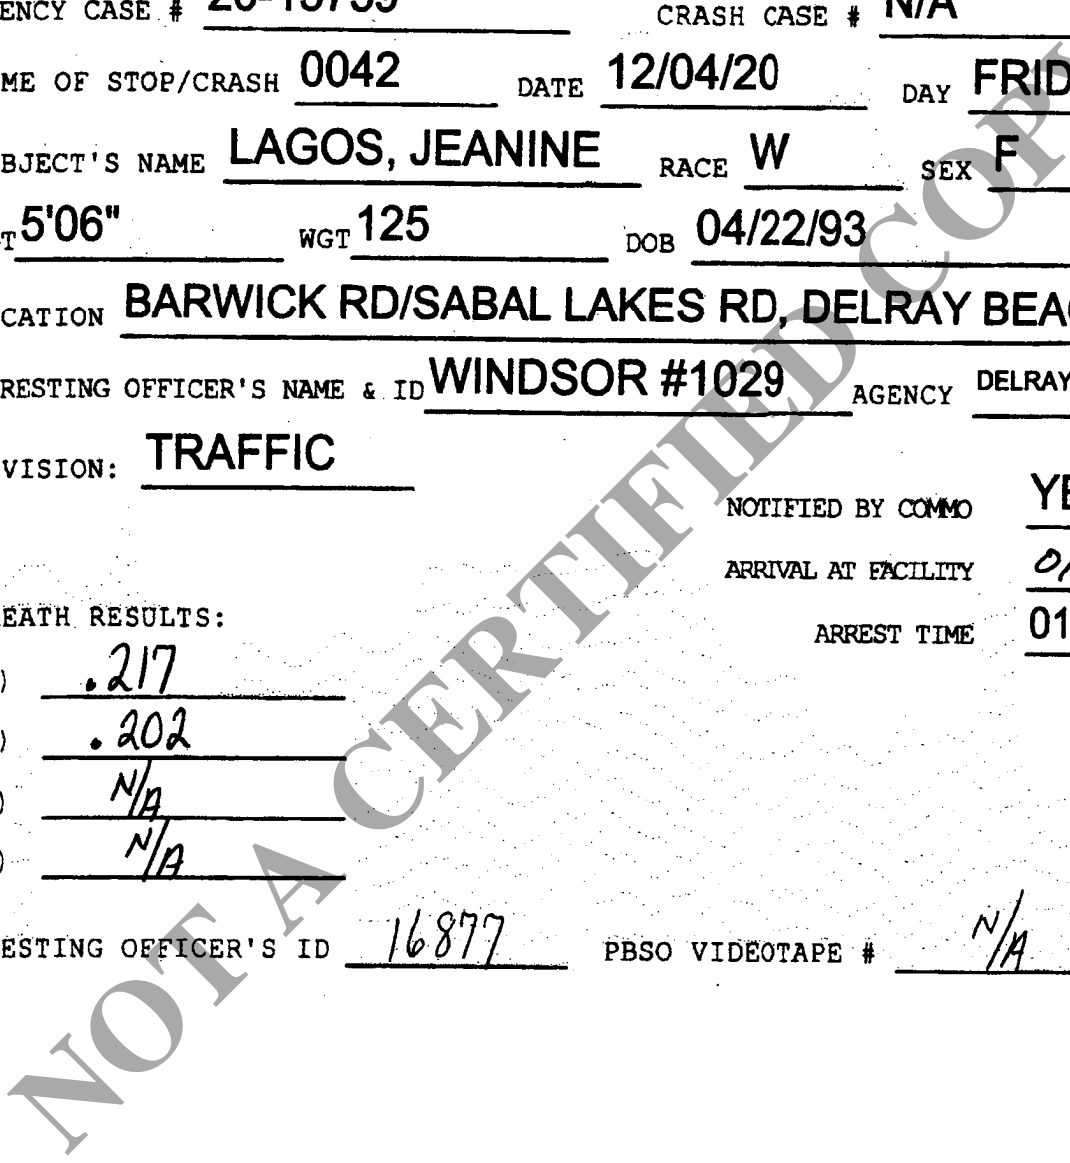 ENCY CASE # CRASH CASE # N/A
ME OF STOP/CRASH 0042 DATE 12/04/20 DAY FRID
BJECT'S NAME LAGOS, JEANINE RACE W SEX F
T 5'06" WGT 125 DOB 04/22/93
CATION BARWICK RD/SABAL LAKES RD, DELRAY BEA
RESTING OFFICER'S NAME & ID WINDSOR #1029 AGENCY DELRAY
VISION: TRAFFIC
NOTIFIED BY COMMO YE
ARRIVAL AT FACILITY 01
EATH RESULTS:
ARREST TIME 01
) .217
) .202
) N/A
) N/A
ESTING OFFICER'S ID 16877 PBSO VIDEOTAPE # N/A
NOT A CERTIFIED COPY